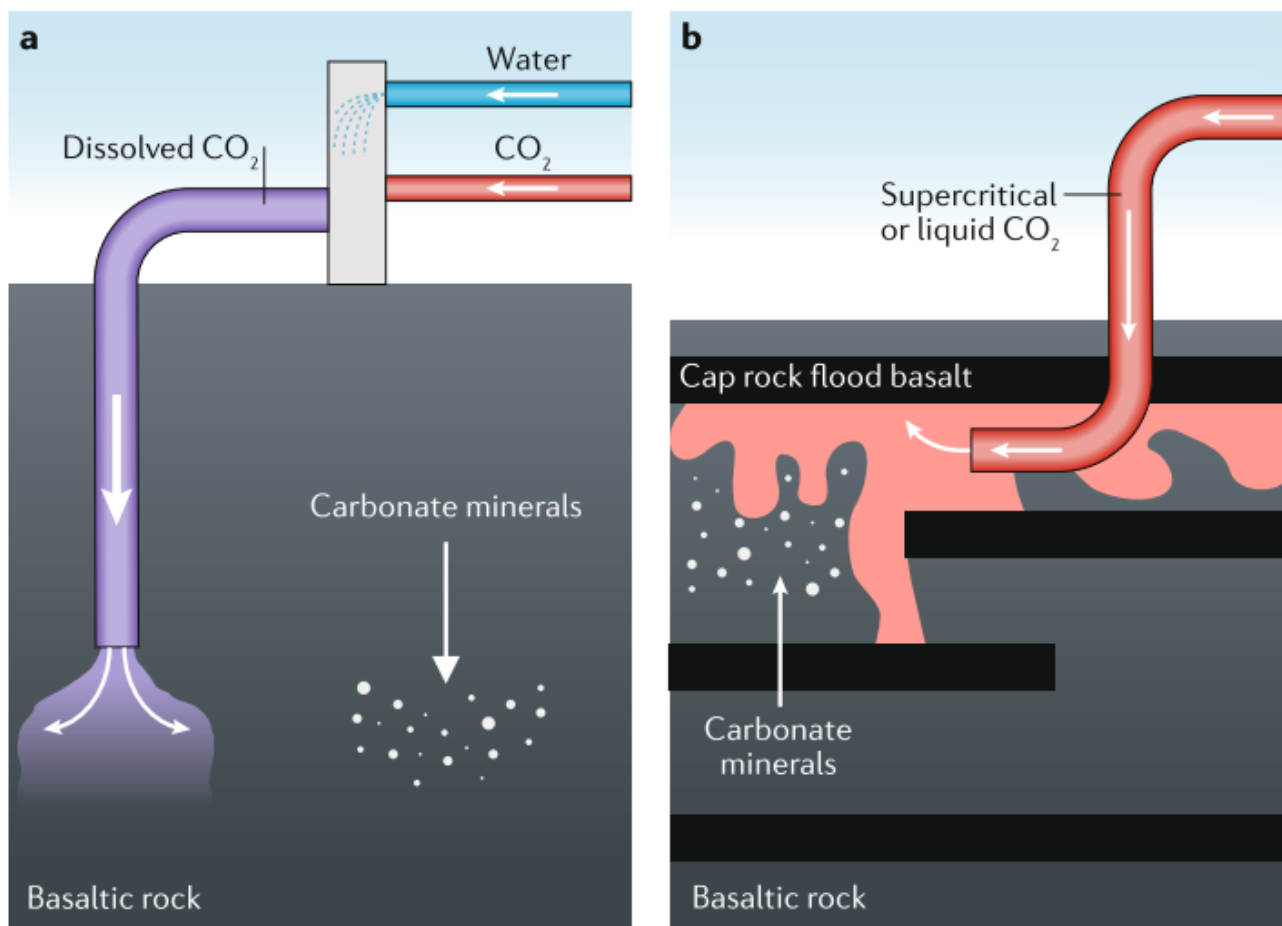 a
Water
Dissolved CO₂
CO₂
Carbonate minerals
Basaltic rock
b
Supercritical
or liquid CO₂
Cap rock flood basalt
Carbonate
minerals
Basaltic rock